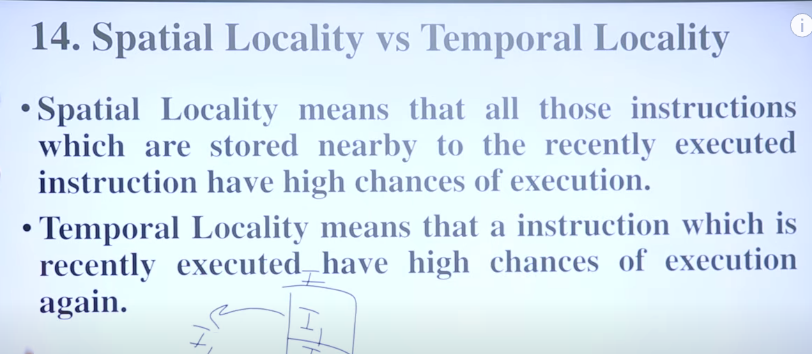 14. Spatial Locality vs Temporal Locality
i
•Spatial Locality means that all those instructions
which are stored nearby to the recently executed
instruction have high chances of execution.
•Temporal Locality means that a instruction which is
recently executed have high chances of execution
again.
I
I